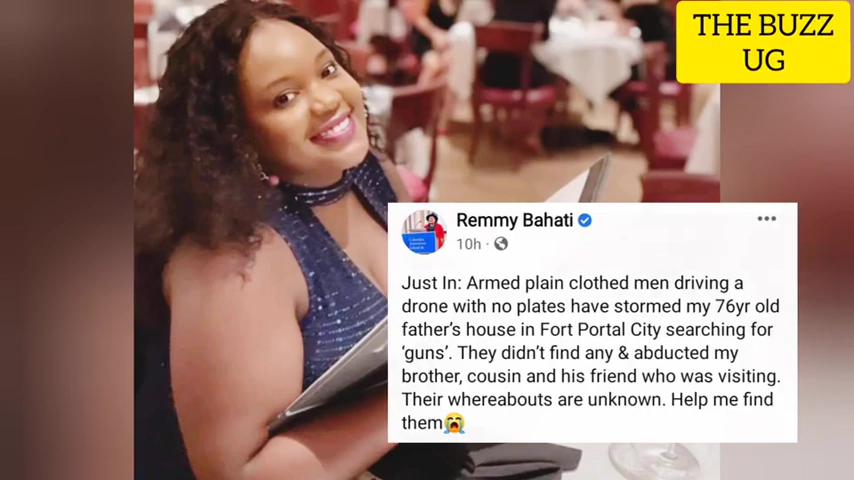 THE BUZZ
UG
Remmy Bahati
10h ·
Just In: Armed plain clothed men driving a
drone with no plates have stormed my 76yr old
father's house in Fort Portal City searching for
‘guns’. They didn't find any & abducted my
brother, cousin and his friend who was visiting.
Their whereabouts are unknown. Help me find
them😭